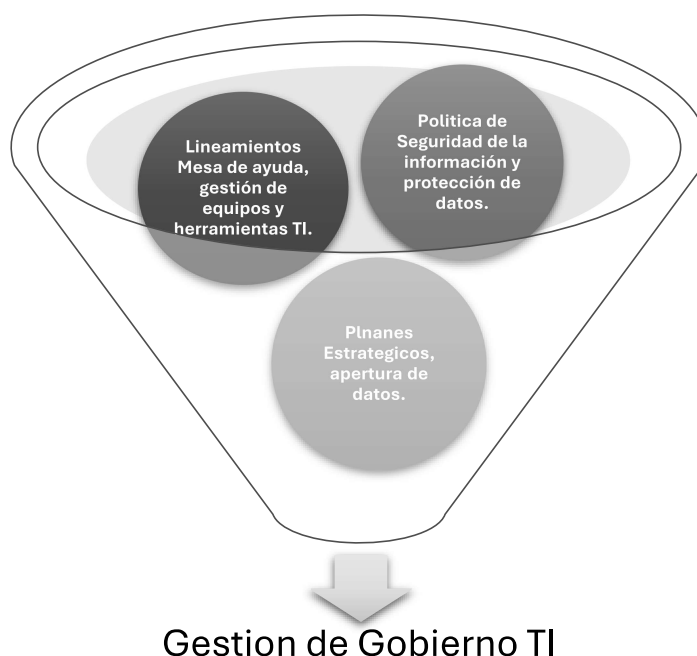 Lineamientos
Mesa de ayuda,
gestión de
equipos y
herramientas TI.
Politica de
Seguridad de la
información y
protección de
datos.
Plnanes
Estrategicos,
apertura de
datos.
Gestion de Gobierno TI